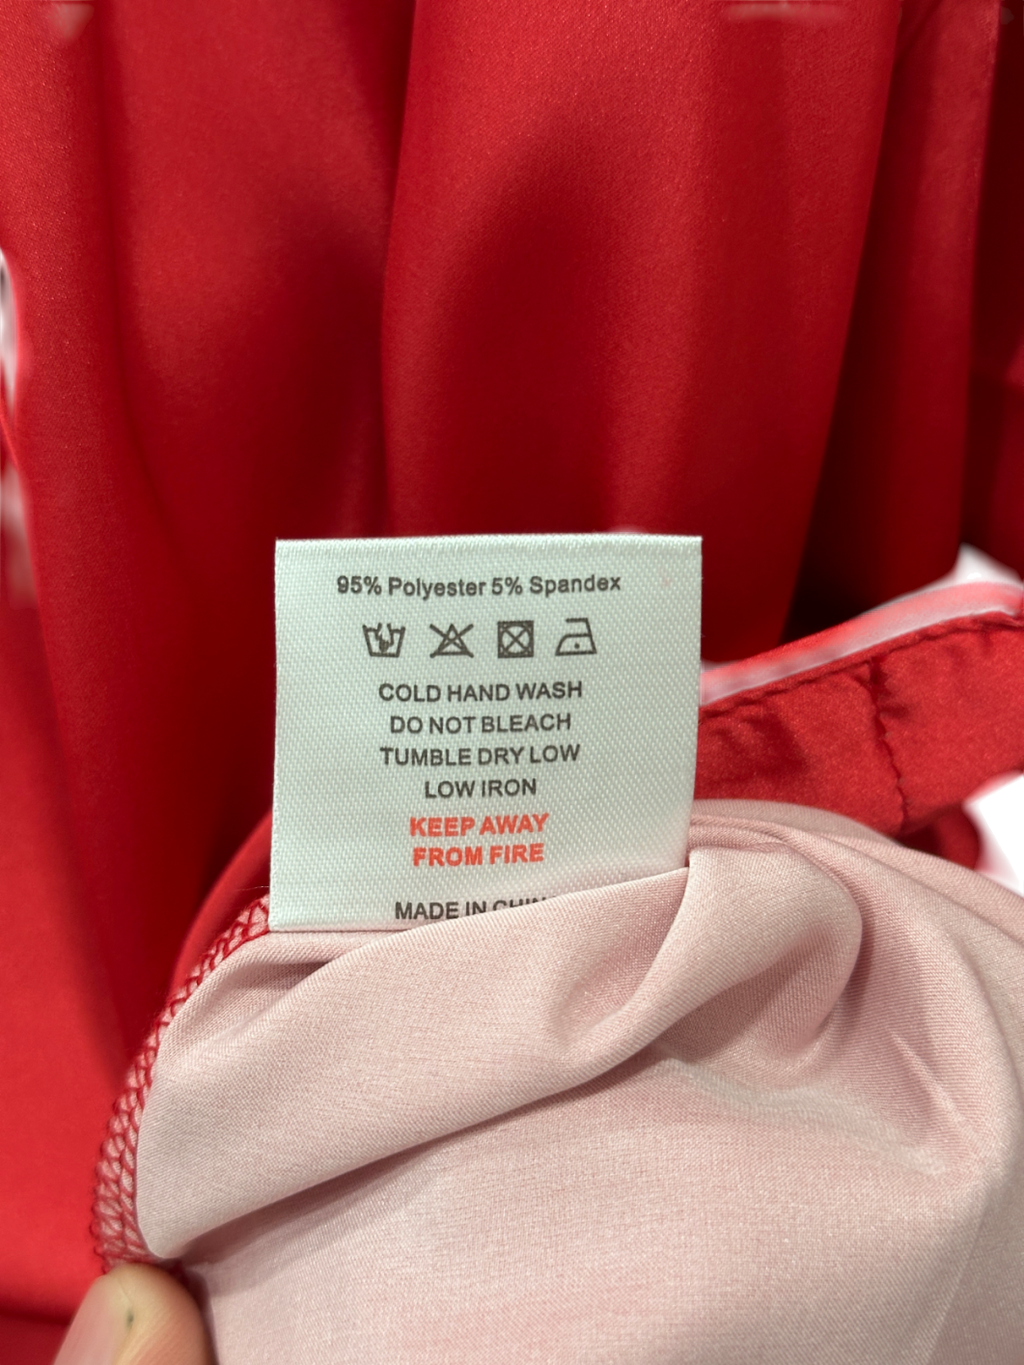 95% Polyester 5% Spandex
COLD HAND WASH
DO NOT BLEACH
TUMBLE DRY LOW
LOW IRON
KEEP AWAY
FROM FIRE
MADE IN